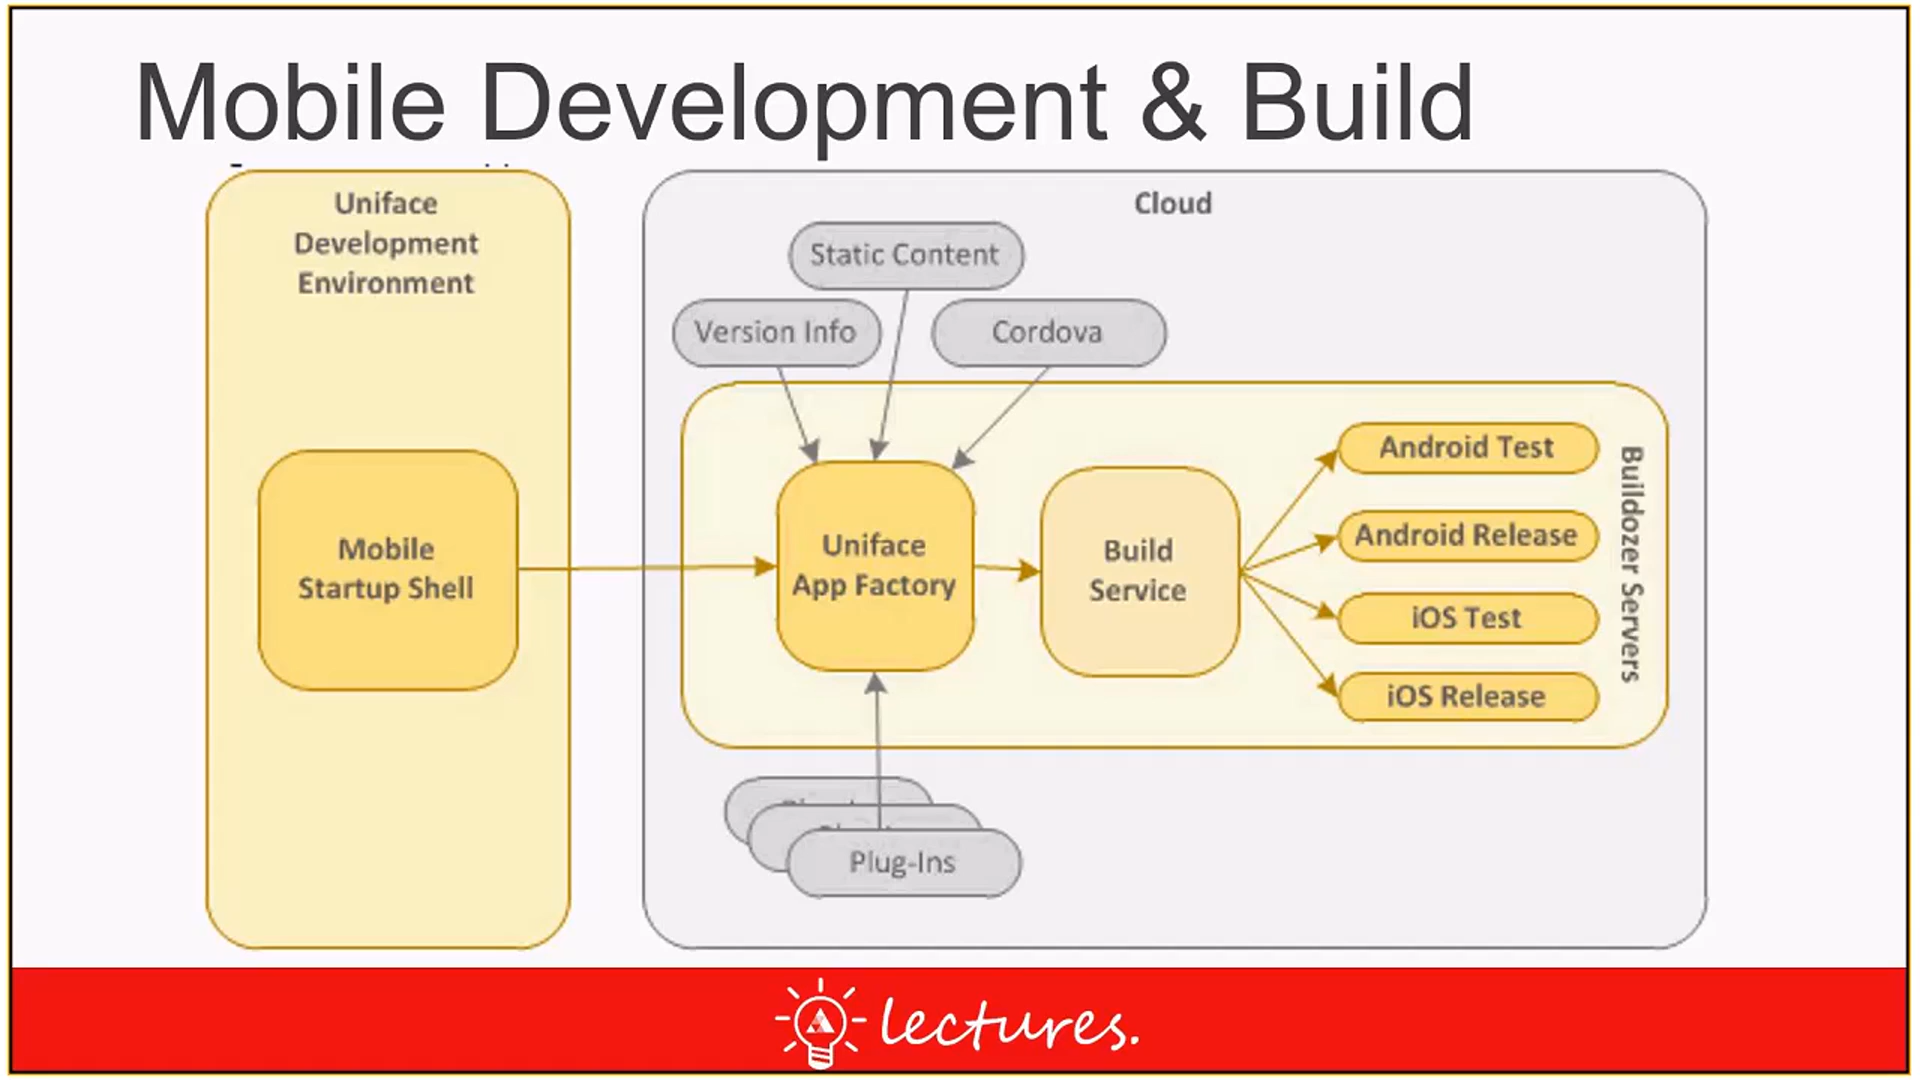 Mobile Development & Build
Uniface
Development
Environment
Mobile
Startup Shell
Cloud
Static Content
Version Info
Cordova
Uniface
App Factory
Build
Service
Android Test
Android Release
iOS Test
iOS Release
Buildozer Servers
Plug-Ins
lectures.